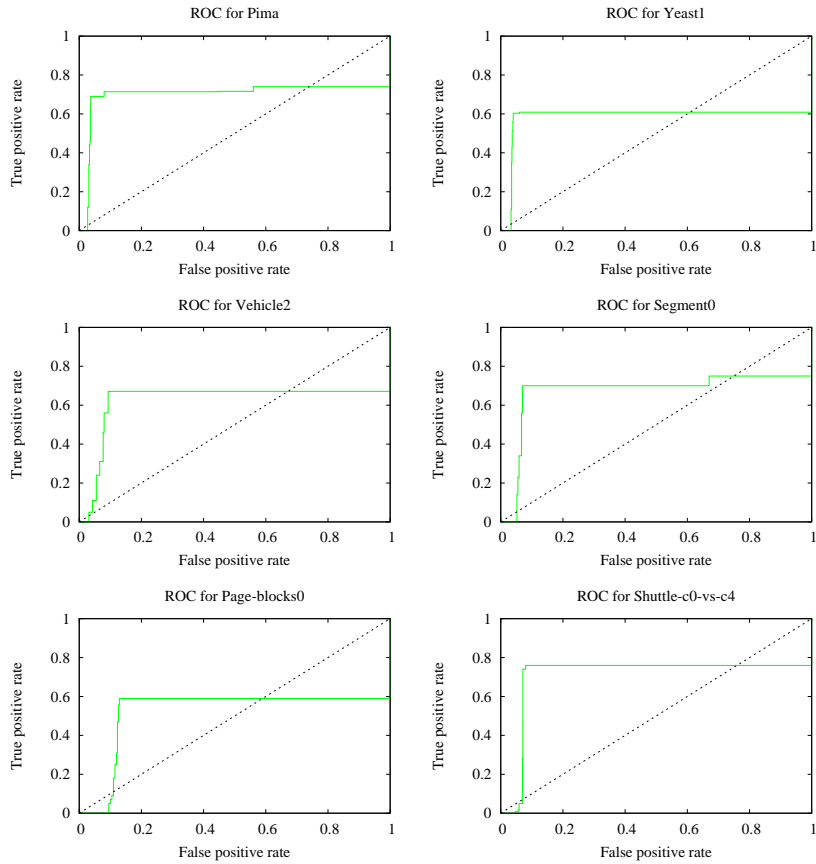 ROC for Pima
1
0.8
0.6
0.4
0.2
0
0 0.2 0.4 0.6 0.8 1
True positive rate
False positive rate
ROC for Yeast1
1
0.8
0.6
0.4
0.2
0
0 0.2 0.4 0.6 0.8 1
True positive rate
False positive rate
ROC for Vehicle2
1
0.8
0.6
0.4
0.2
0
0 0.2 0.4 0.6 0.8 1
True positive rate
False positive rate
ROC for Segment0
1
0.8
0.6
0.4
0.2
0
0 0.2 0.4 0.6 0.8 1
True positive rate
False positive rate
ROC for Page-blocks0
1
0.8
0.6
0.4
0.2
0
0 0.2 0.4 0.6 0.8 1
True positive rate
False positive rate
ROC for Shuttle-c0-vs-c4
1
0.8
0.6
0.4
0.2
0
0 0.2 0.4 0.6 0.8 1
True positive rate
False positive rate